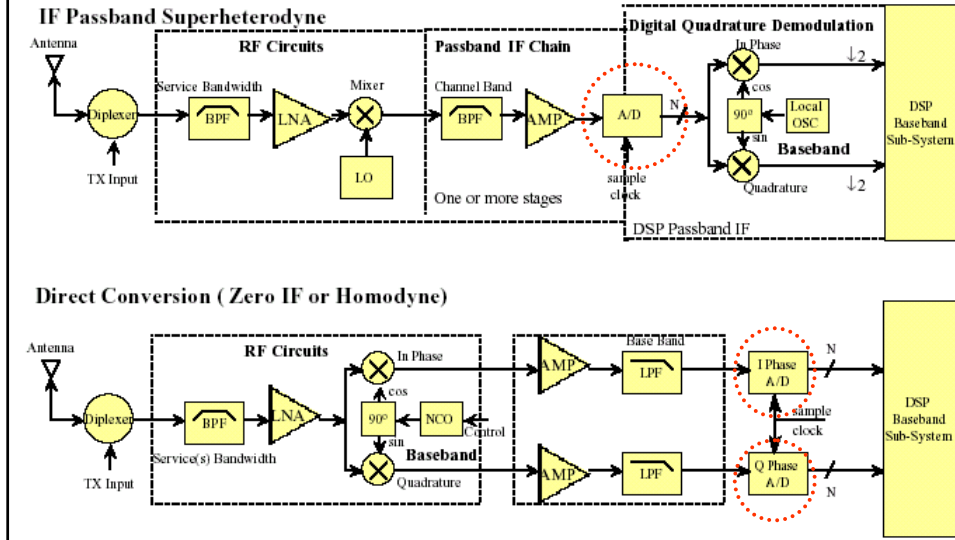 IF Passband Superheterodyne
Antenna
RF Circuits
Passband IF Chain
Digital Quadrature Demodulation
In Phase
Service Bandwidth
Mixer
Channel Band
↓2
Diplexer
BPF
LNA
BPF
AMP
A/D
N
cos
90°
Local
OSC
sin
DSP
Baseband
Sub-System
TX Input
LO
sample
clock
Baseband
Quadrature
↓2
One or more stages
DSP Passband IF
Direct Conversion ( Zero IF or Homodyne)
Antenna
RF Circuits
In Phase
Base Band
N
AMP
LPF
I Phase
A/D
Diplexer
BPF
LNA
cos
90°
NCO
Control
sin
sample
clock
DSP
Baseband
Sub-System
TX Input
Service(s) Bandwidth
Baseband
Quadrature
AMP
LPF
Q Phase
A/D
N